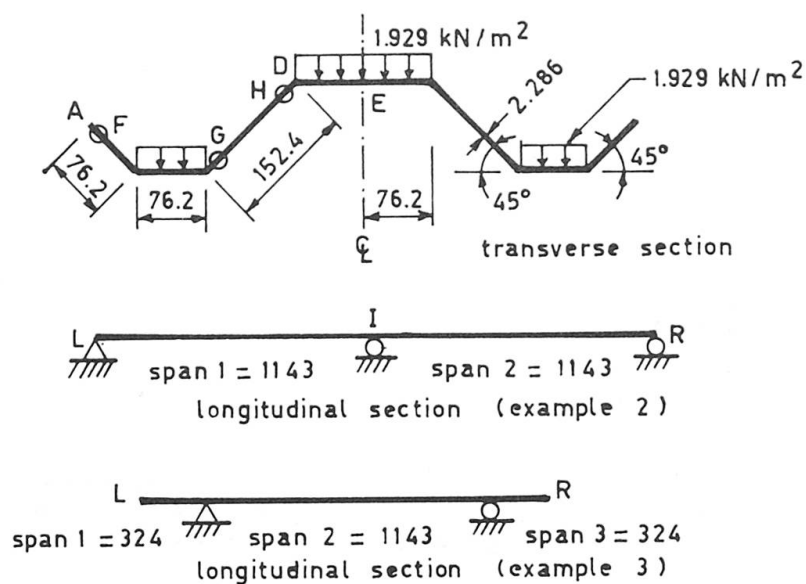 1.929 kN/m²
D
H
E
A
F
G
2.286
1.929 kN/m²
76.2
76.2
152.4
76.2
45°
45°
℄
transverse section
L
I
R
span 1 = 1143
span 2 = 1143
longitudinal section (example 2)
L
R
span 1 = 324
span 2 = 1143
span 3 = 324
longitudinal section (example 3)